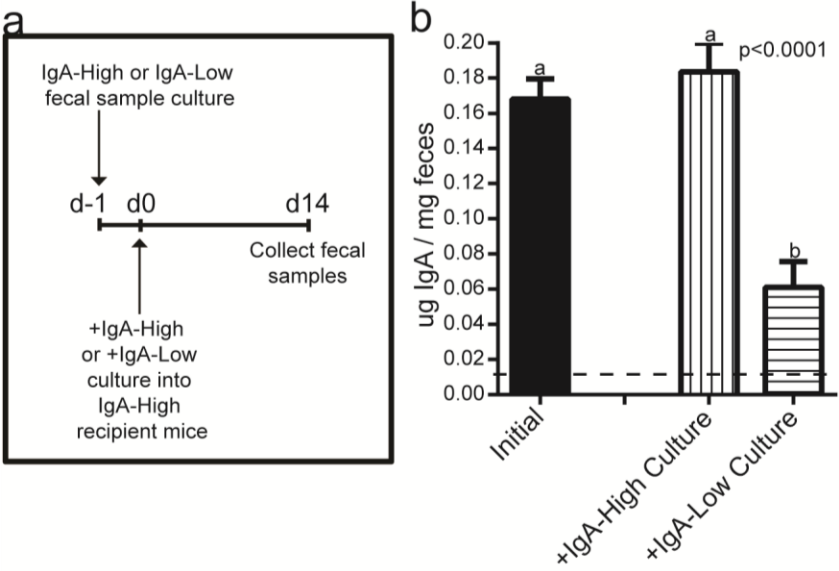 a
IgA-High or IgA-Low
fecal sample culture
d-1 d0 d14
Collect fecal
samples
+IgA-High
or +IgA-Low
culture into
IgA-High
recipient mice
b
ug IgA / mg feces
0.20
0.18
0.16
0.14
0.12
0.10
0.08
0.06
0.04
0.02
0.00
a
a
b
p<0.0001
Initial
+IgA-High Culture
+IgA-Low Culture